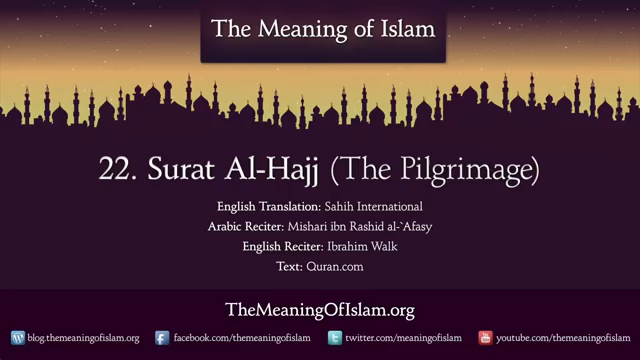 The Meaning of Islam
22. Surat Al-Hajj (The Pilgrimage)
English Translation: Sahih International
Arabic Reciter: Mishari ibn Rashid al-`Afasy
English Reciter: Ibrahim Walk
Text: Quran.com
TheMeaningOfIslam.org
blog.themeaningofislam.org facebook.com/themeaningofislam twitter.com/meaningofislam youtube.com/themeaningofislam